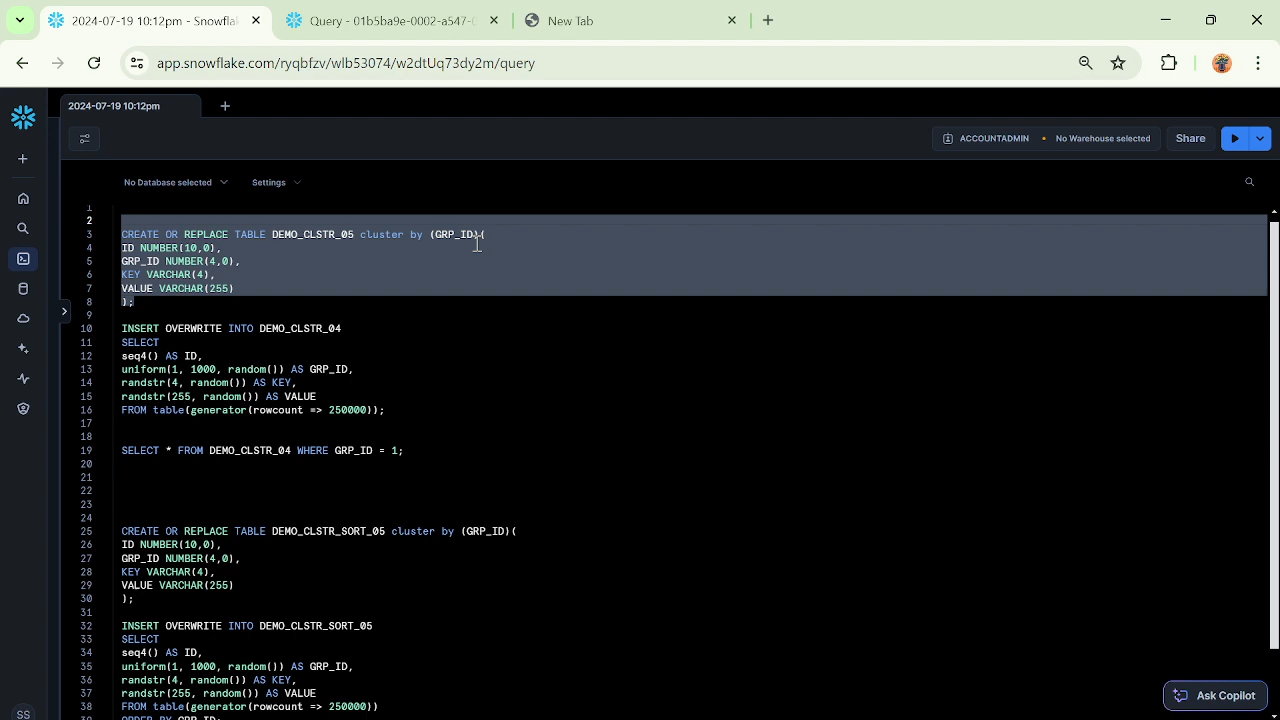 2024-07-19 10:12pm - Snowfla
Query - 01b5ba9e-0002-a547-0
New Tab
app.snowflake.com/ryqbfzv/wlb53074/w2dtUq73qr2m/query
2024-07-19 10:12pm
ACCOUNTADMIN
No Warehouse selected
Share
No Database selected
Settings
1
2
3 CREATE OR REPLACE TABLE DEMO_CLSTR_05 cluster by (GRP_ID)(
4 ID NUMBER(10,0),
5 GRP_ID NUMBER(4,0),
6 KEY VARCHAR(4),
7 VALUE VARCHAR(255)
8 );
9
10 INSERT OVERWRITE INTO DEMO_CLSTR_04
11 SELECT
12 seq4() AS ID,
13 uniform(1, 1000, random()) AS GRP_ID,
14 randstr(4, random()) AS KEY,
15 randstr(255, random()) AS VALUE
16 FROM table(generator(rowcount => 250000));
17
18
19 SELECT * FROM DEMO_CLSTR_04 WHERE GRP_ID = 1;
20
21
22
23
24
25 CREATE OR REPLACE TABLE DEMO_CLSTR_SORT_05 cluster by (GRP_ID)(
26 ID NUMBER(10,0),
27 GRP_ID NUMBER(4,0),
28 KEY VARCHAR(4),
29 VALUE VARCHAR(255)
30 );
31
32 INSERT OVERWRITE INTO DEMO_CLSTR_SORT_05
33 SELECT
34 seq4() AS ID,
35 uniform(1, 1000, random()) AS GRP_ID,
36 randstr(4, random()) AS KEY,
37 randstr(255, random()) AS VALUE
38 FROM table(generator(rowcount => 250000))
39 ORDER BY GRP_ID;
Ask Copilot
SS